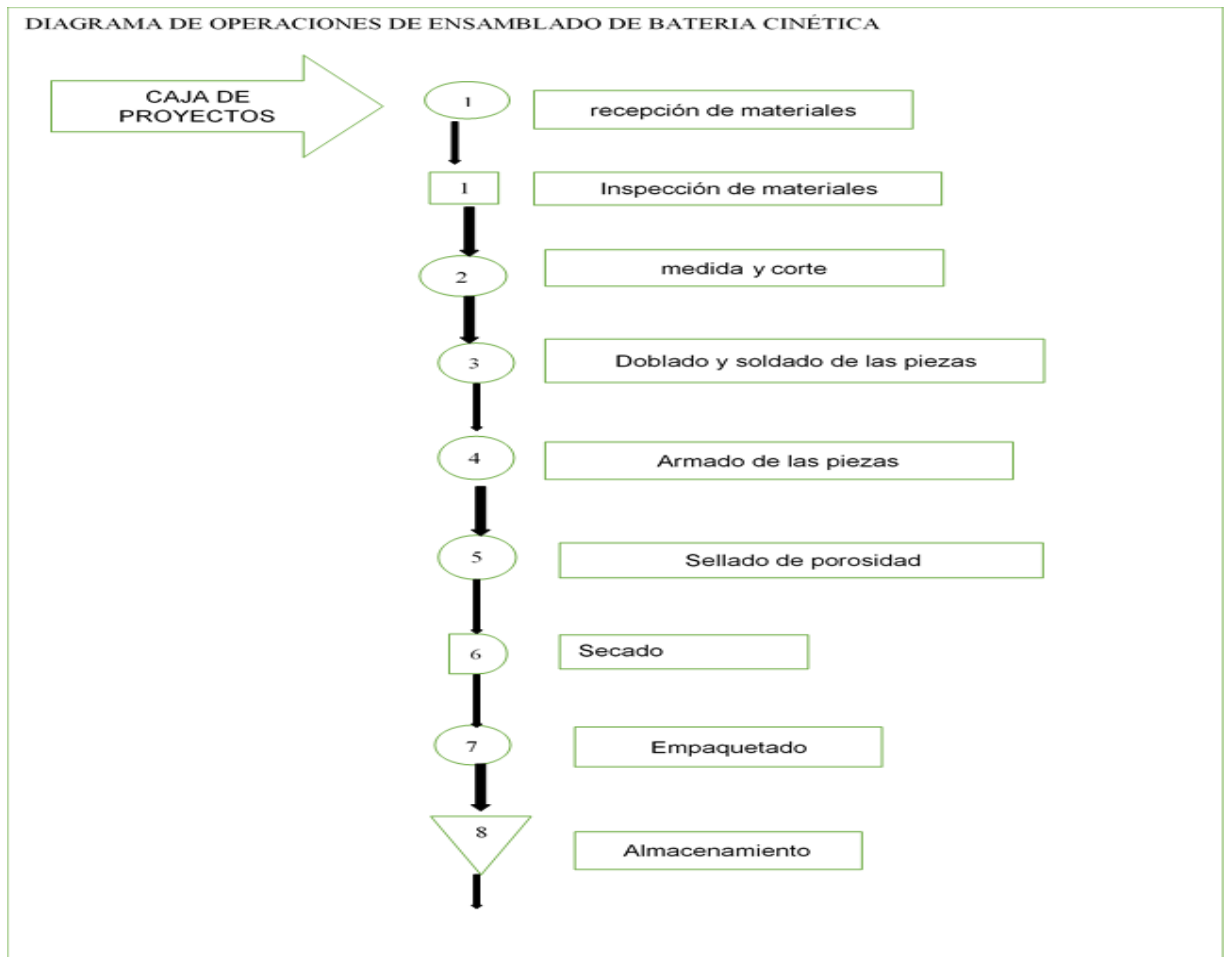 DIAGRAMA DE OPERACIONES DE ENSAMBLADO DE BATERIA CINÉTICA
CAJA DE
PROYECTOS
1
recepción de materiales
1
Inspección de materiales
2
medida y corte
3
Doblado y soldado de las piezas
4
Armado de las piezas
5
Sellado de porosidad
6
Secado
7
Empaquetado
8
Almacenamiento